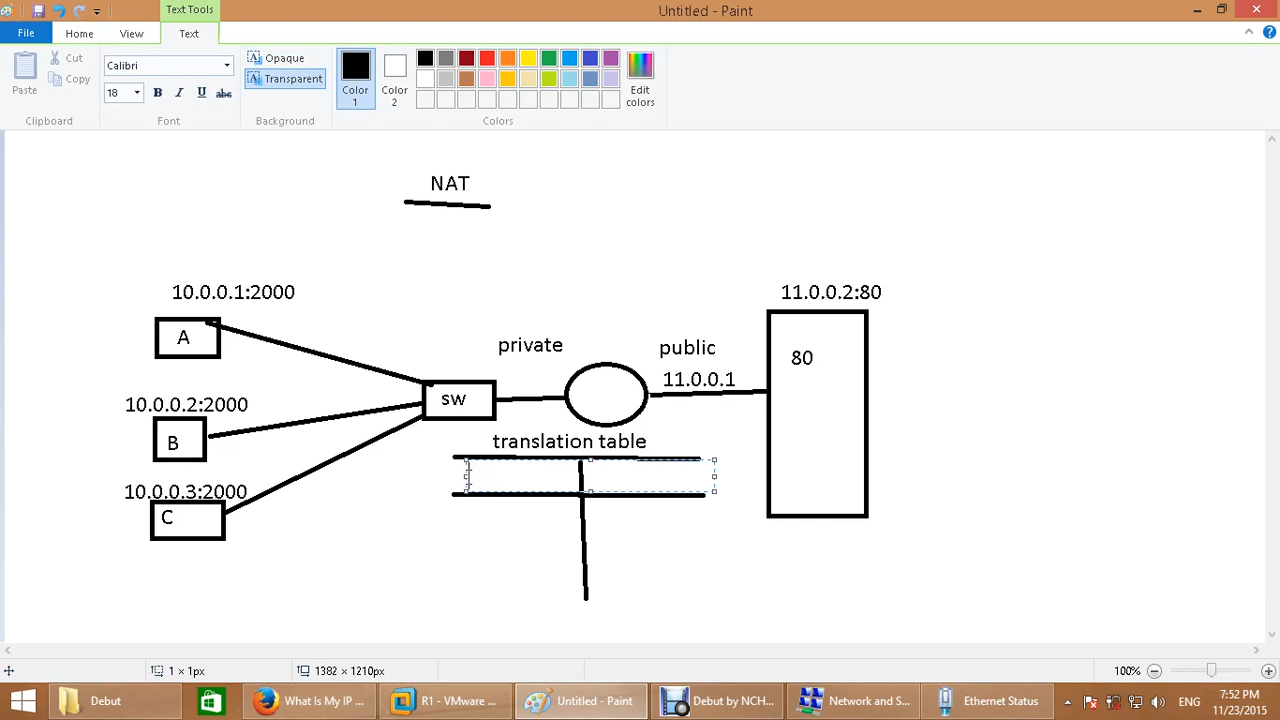 Text Tools
Untitled - Paint
File
Home
View
Text
Paste
Cut
Copy
Clipboard
Calibri
18
B I U abc
Font
Opaque
Transparent
Background
Color 1
Color 2
Edit colors
Colors
NAT
10.0.0.1:2000
11.0.0.2:80
A
private
public
80
11.0.0.1
10.0.0.2:2000
sw
B
translation table
10.0.0.3:2000
C
1 × 1px
1382 × 1210px
100%
Debut
What Is My IP ...
R1 - VMware ...
Untitled - Paint
Debut by NCH...
Network and S...
Ethernet Status
ENG
7:52 PM
11/23/2015